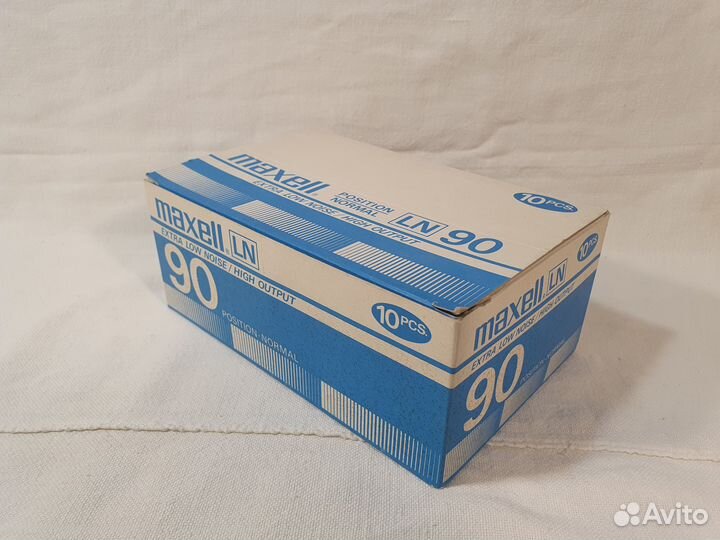 maxell®
EXTRA LOW NOISE / HIGH OUTPUT
POSITION
NORMAL
LN 90
10 PCS.
maxell® LN
EXTRA LOW NOISE / HIGH OUTPUT
90
POSITION·NORMAL
10 PCS.
maxell® LN
EXTRA LOW NOISE / HIGH OUTPUT
90
POSITION·NORMAL
10 PCS.
Avito